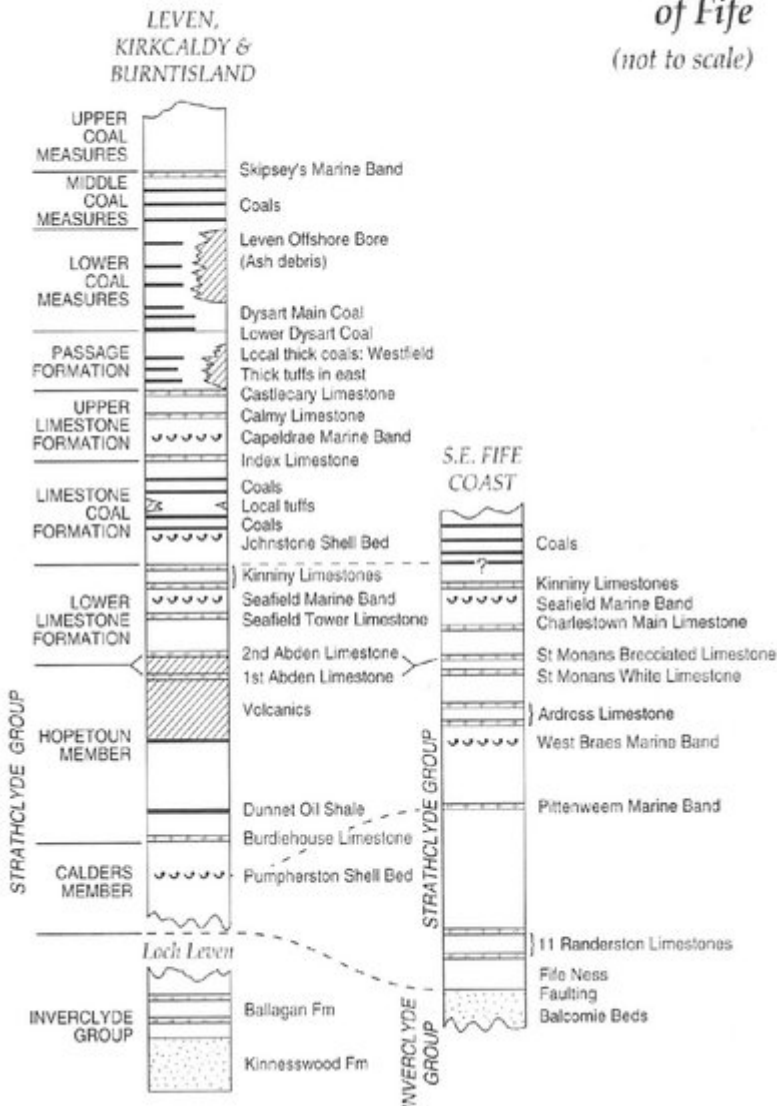 of Fife
(not to scale)
LEVEN,
KIRKCALDY &
BURNTISLAND
UPPER
COAL
MEASURES
Skipsey's Marine Band
MIDDLE
COAL
MEASURES
Coals
LOWER
COAL
MEASURES
Leven Offshore Bore
(Ash debris)
Dysart Main Coal
Lower Dysart Coal
PASSAGE
FORMATION
Local thick coals: Westfield
Thick tuffs in east
Castlecary Limestone
UPPER
LIMESTONE
FORMATION
Calmy Limestone
Capeldrae Marine Band
Index Limestone
LIMESTONE
COAL
FORMATION
Coals
Local tuffs
Coals
Johnstone Shell Bed
LOWER
LIMESTONE
FORMATION
Kinniny Limestones
Seafield Marine Band
Seafield Tower Limestone
2nd Abden Limestone
1st Abden Limestone
STRATHCLYDE GROUP
HOPETOUN
MEMBER
Volcanics
Dunnet Oil Shale
Burdiehouse Limestone
CALDERS
MEMBER
Pumpherston Shell Bed
Loch Leven
INVERCLYDE
GROUP
Ballagan Fm
Kinnesswood Fm
S.E. FIFE
COAST
Coals
?
Kinniny Limestones
Seafield Marine Band
Charlestown Main Limestone
St Monans Brecciated Limestone
St Monans White Limestone
Ardross Limestone
West Braes Marine Band
STRATHCLYDE GROUP
Pittenweem Marine Band
11 Randerston Limestones
Fife Ness
Faulting
Balcomie Beds
INVERCLYDE
GROUP